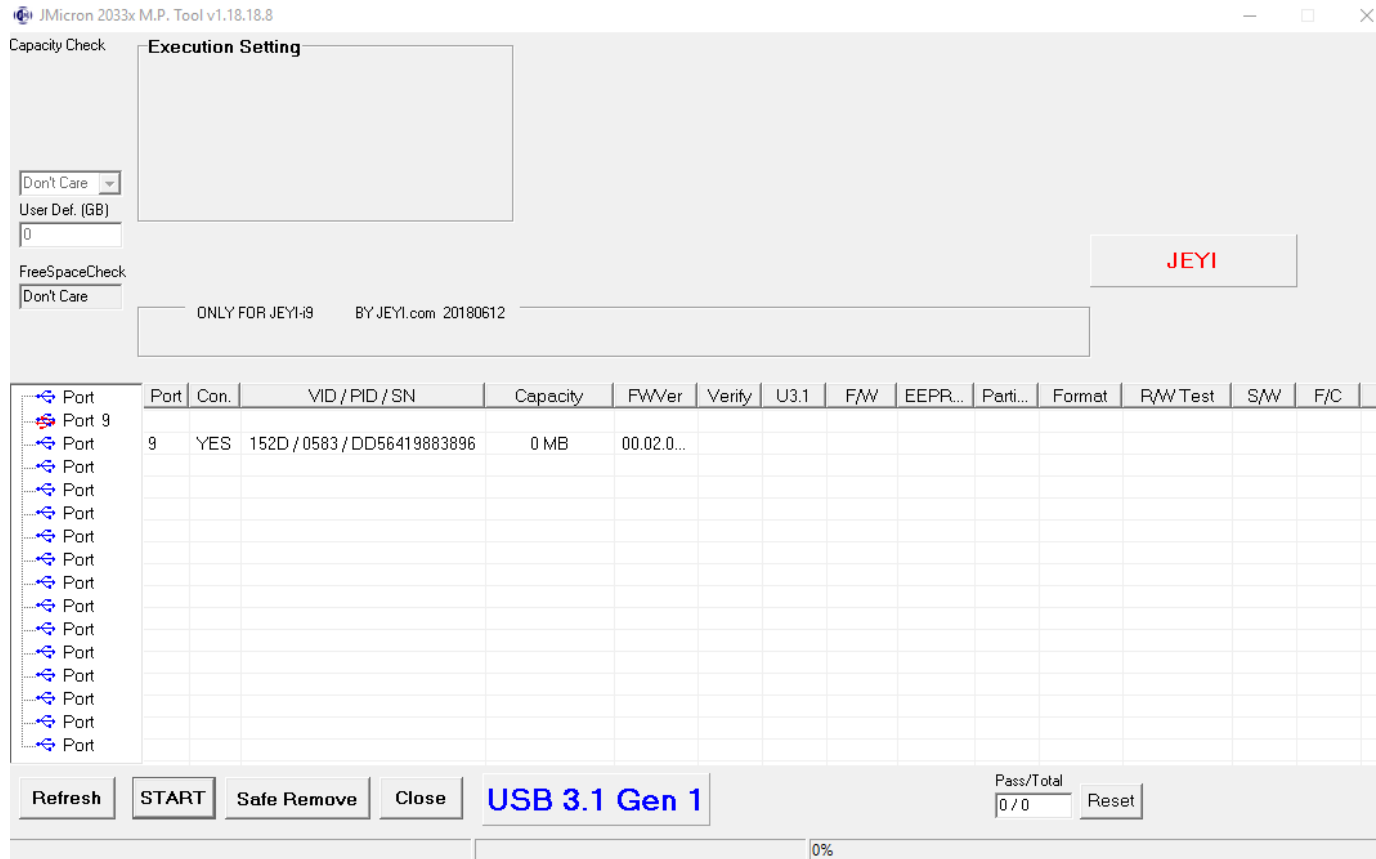 JMicron 2033x M.P. Tool v1.18.18.8
Capacity Check
Execution Setting
Don't Care
User Def. (GB)
0
FreeSpaceCheck
Don't Care
JEYI
ONLY FOR JEYI-i9 BY JEYI.com 20180612
Port
Port 9
Port
Port
Port
Port
Port
Port
Port
Port
Port
Port
Port
Port
Port
Port
Port Con. VID / PID / SN Capacity FWVer Verify U3.1 F/W EEPR... Parti... Format R/W Test S/W F/C
9 YES 152D / 0583 / DD56419883896 0 MB 00.02.0...
Refresh START Safe Remove Close USB 3.1 Gen 1
Pass/Total
0 / 0 Reset
0%